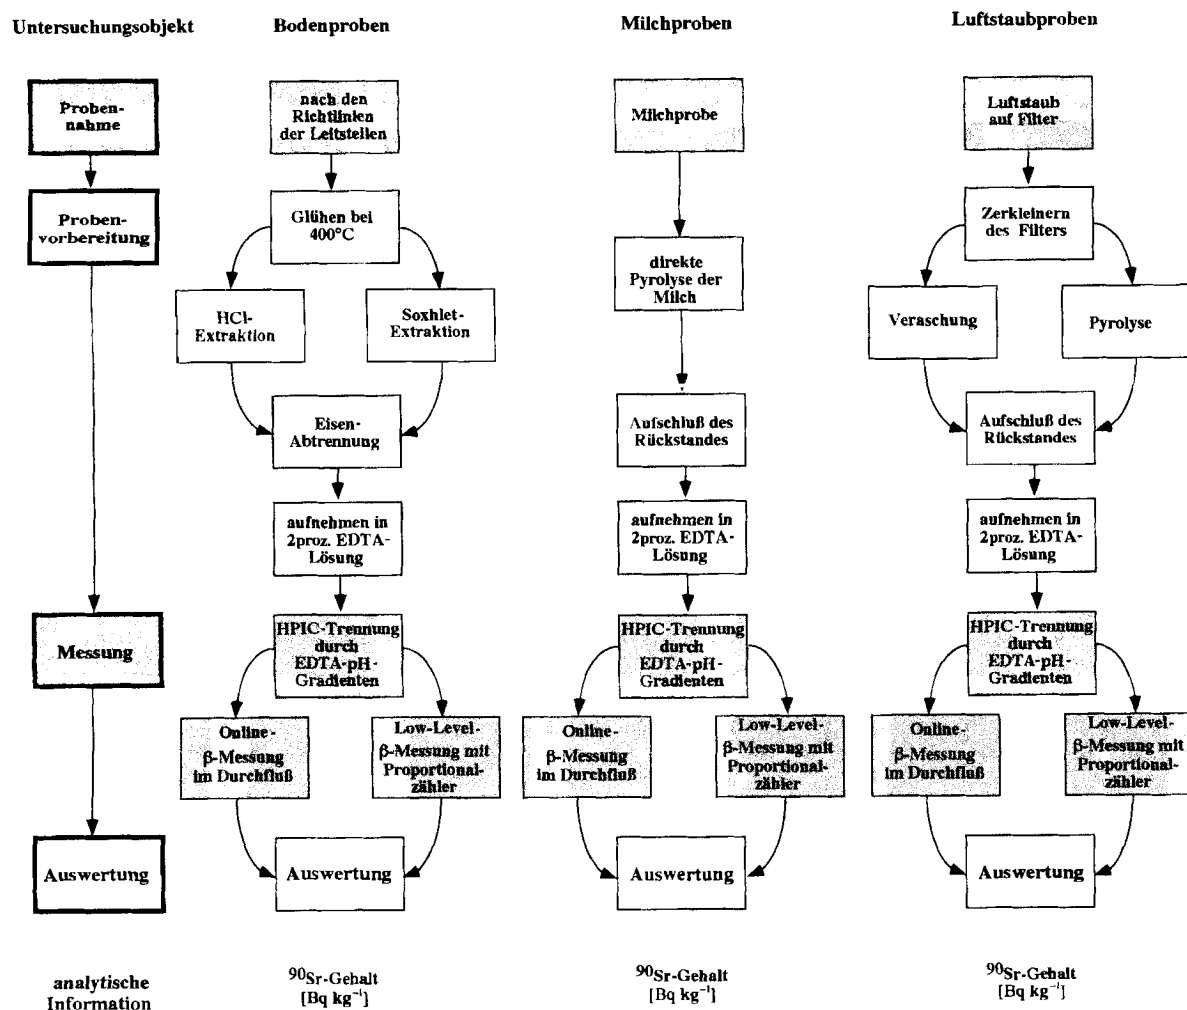 Untersuchungsobjekt
Bodenproben
Milchproben
Luftstaubproben
Proben-
nahme
nach den
Richtlinien
der Leitstellen
Milchprobe
Luftstaub
auf Filter
Proben-
vorbereitung
Glühen bei
400°C
direkte
Pyrolyse der
Milch
Zerkleinern
des Filters
HCl-
Extraktion
Soxhlet-
Extraktion
Veraschung
Pyrolyse
Eisen-
Abtrennung
Aufschluß des
Rückstandes
Aufschluß des
Rückstandes
aufnehmen in
2proz. EDTA-
Lösung
aufnehmen in
2proz. EDTA-
Lösung
aufnehmen in
2proz. EDTA-
Lösung
Messung
HPIC-Trennung
durch
EDTA-pH-
Gradienten
HPIC-Trennung
durch
EDTA-pH-
Gradienten
HPIC-Trennung
durch
EDTA-pH-
Gradienten
Online-
β-Messung
im Durchfluß
Low-Level-
β-Messung mit
Proportional-
zähler
Online-
β-Messung
im Durchfluß
Low-Level-
β-Messung mit
Proportional-
zähler
Online-
β-Messung
im Durchfluß
Low-Level-
β-Messung mit
Proportional-
zähler
Auswertung
Auswertung
Auswertung
Auswertung
analytische
Information
⁹⁰Sr-Gehalt
[Bq kg⁻¹]
⁹⁰Sr-Gehalt
[Bq kg⁻¹]
⁹⁰Sr-Gehalt
[Bq kg⁻¹]